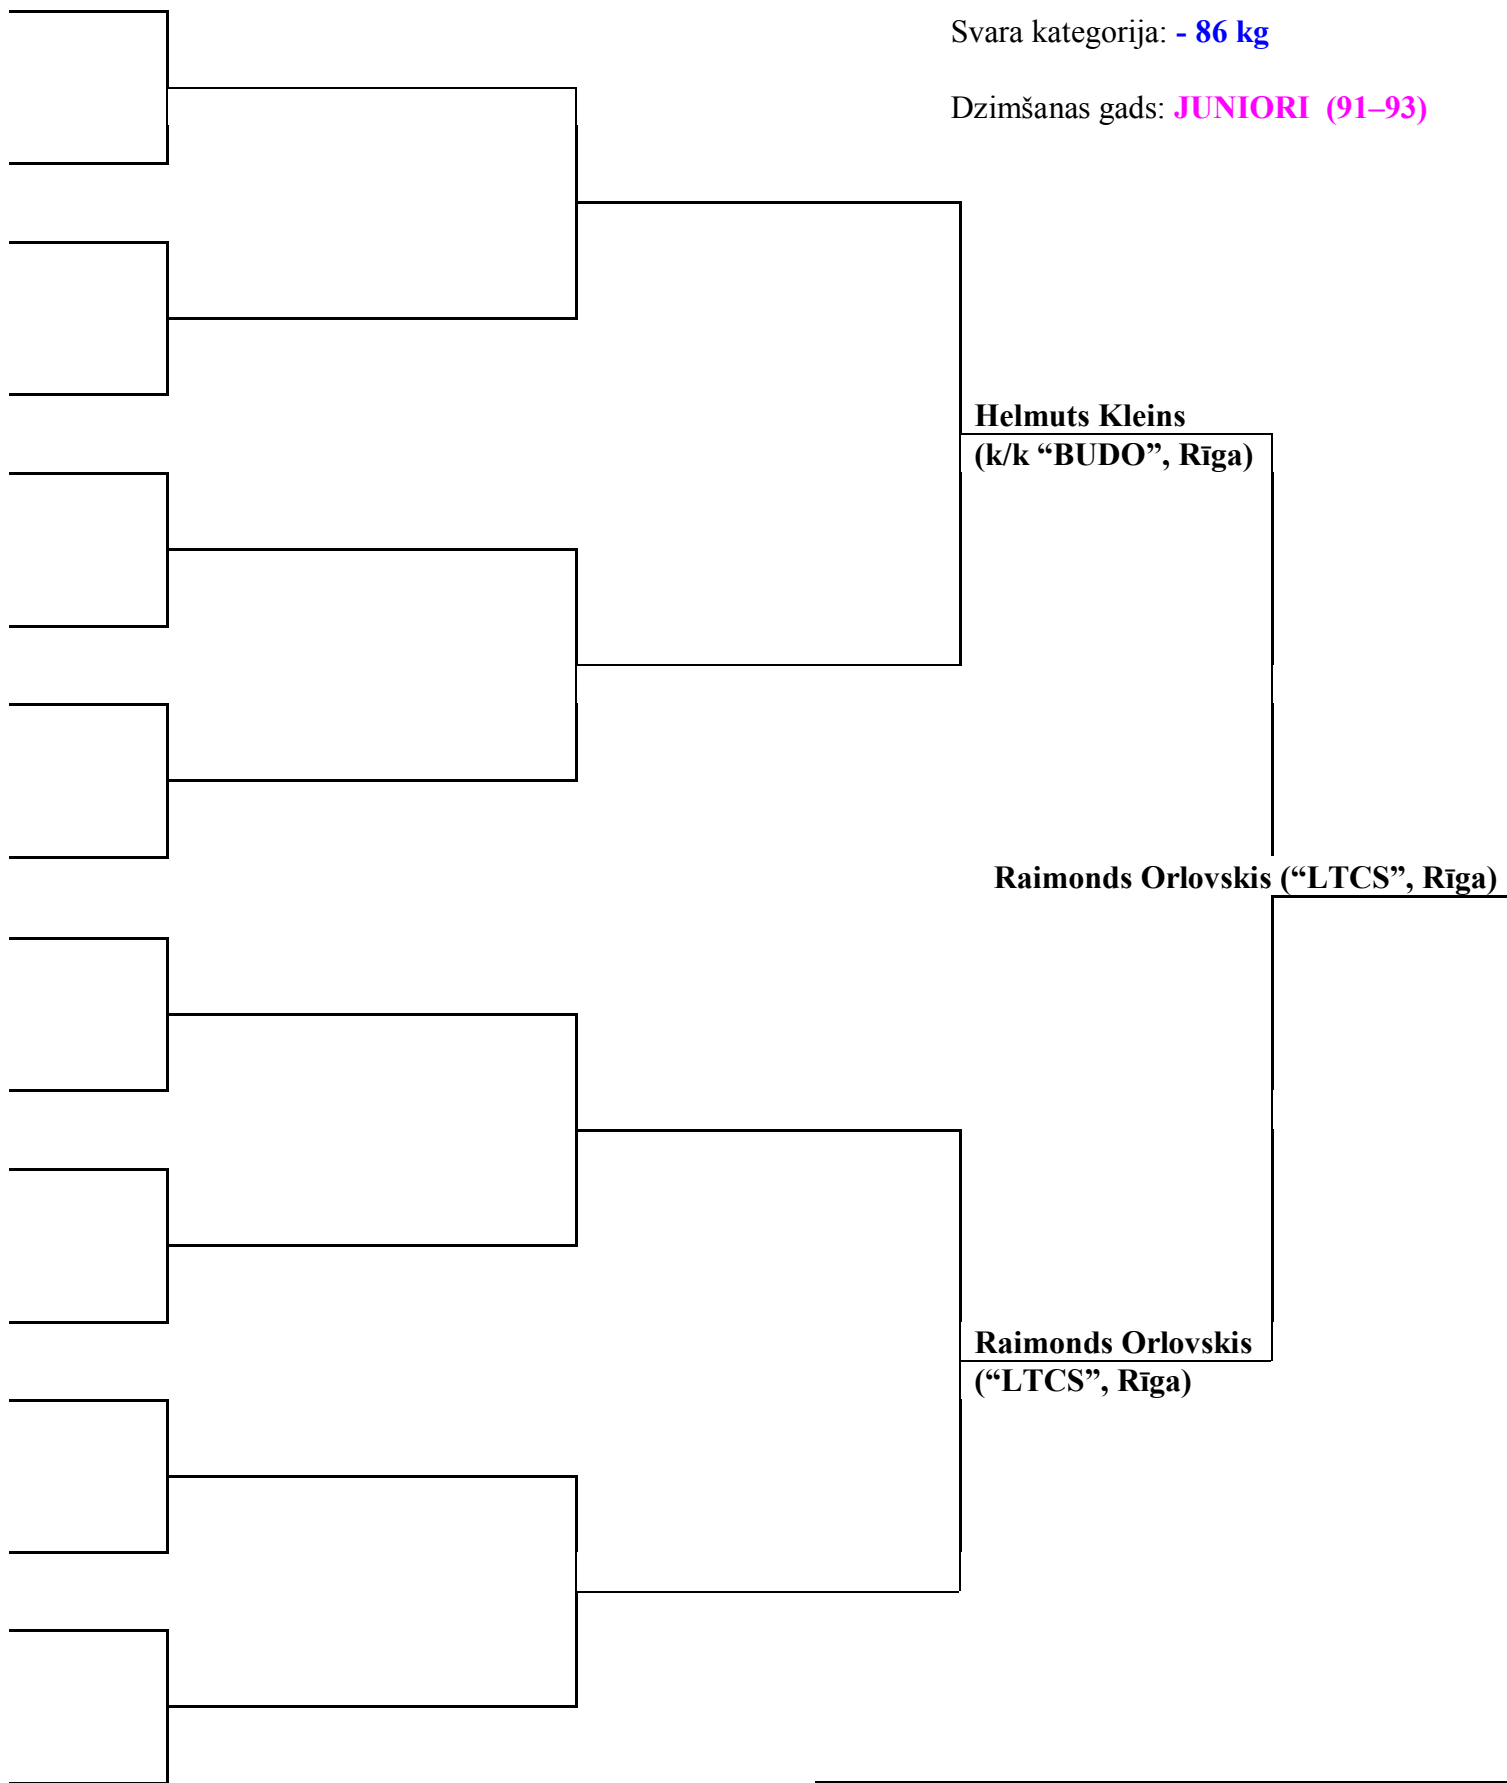 Svara kategorija: - 86 kg
Dzimšanas gads: JUNIORI (91–93)
Helmuts Kleins
(k/k “BUDO”, Rīga)
Raimonds Orlovskis (“LTCS”, Rīga)
Raimonds Orlovskis
(“LTCS”, Rīga)